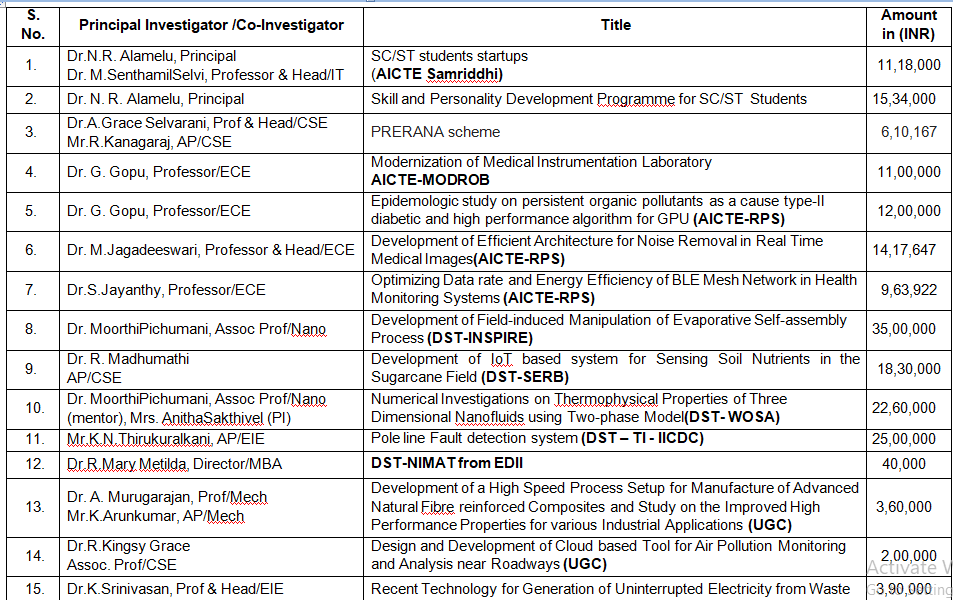 S. No. Principal Investigator /Co-Investigator Title Amount in (INR)
1. Dr.N.R. Alamelu, Principal SC/ST students startups 11,18,000
Dr. M.SenthamilSelvi, Professor & Head/IT (AICTE Samriddhi)
2. Dr. N. R. Alamelu, Principal Skill and Personality Development Programme for SC/ST Students 15,34,000
3. Dr.A.Grace Selvarani, Prof & Head/CSE PRERANA scheme 6,10,167
Mr.R.Kanagaraj, AP/CSE
4. Dr. G. Gopu, Professor/ECE Modernization of Medical Instrumentation Laboratory 11,00,000
AICTE-MODROB
5. Dr. G. Gopu, Professor/ECE Epidemologic study on persistent organic pollutants as a cause type-II 12,00,000
diabetic and high performance algorithm for GPU (AICTE-RPS)
6. Dr. M.Jagadeeswari, Professor & Head/ECE Development of Efficient Architecture for Noise Removal in Real Time 14,17,647
Medical Images(AICTE-RPS)
7. Dr.S.Jayanthy, Professor/ECE Optimizing Data rate and Energy Efficiency of BLE Mesh Network in Health 9,63,922
Monitoring Systems (AICTE-RPS)
8. Dr. MoorthiPichumani, Assoc Prof/Nano Development of Field-induced Manipulation of Evaporative Self-assembly 35,00,000
Process (DST-INSPIRE)
9. Dr. R. Madhumathi Development of IoT based system for Sensing Soil Nutrients in the 18,30,000
AP/CSE Sugarcane Field (DST-SERB)
10. Dr. MoorthiPichumani, Assoc Prof/Nano Numerical Investigations on Thermophysical Properties of Three 22,60,000
(mentor), Mrs. AnithaSakthivel (PI) Dimensional Nanofluids using Two-phase Model(DST- WOSA)
11. Mr.K.N.Thirukuralkani, AP/EIE Pole line Fault detection system (DST – TI - IICDC) 25,00,000
12. Dr.R.Mary Metilda, Director/MBA DST-NIMAT from EDII 40,000
13. Dr. A. Murugarajan, Prof/Mech Development of a High Speed Process Setup for Manufacture of Advanced 3,60,000
Mr.K.Arunkumar, AP/Mech Natural Fibre reinforced Composites and Study on the Improved High
Performance Properties for various Industrial Applications (UGC)
14. Dr.R.Kingsy Grace Design and Development of Cloud based Tool for Air Pollution Monitoring 2,00,000
Assoc. Prof/CSE and Analysis near Roadways (UGC)
Activate
15. Dr.K.Srinivasan, Prof & Head/EIE Recent Technology for Generation of Uninterrupted Electricity from Waste 3,90,000